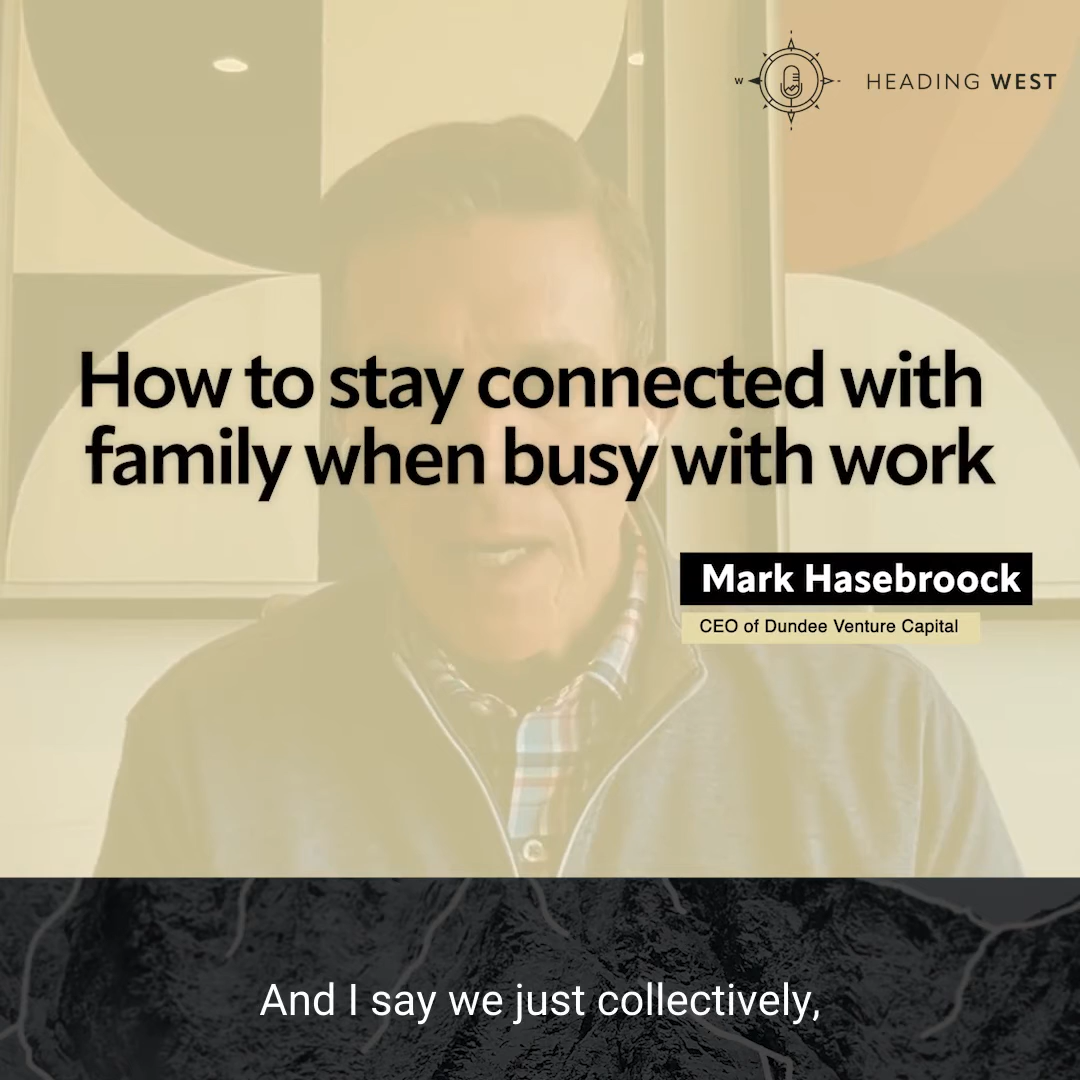 W
HEADING WEST
How to stay connected with
family when busy with work
Mark Hasebroock
CEO of Dundee Venture Capital
And I say we just collectively,